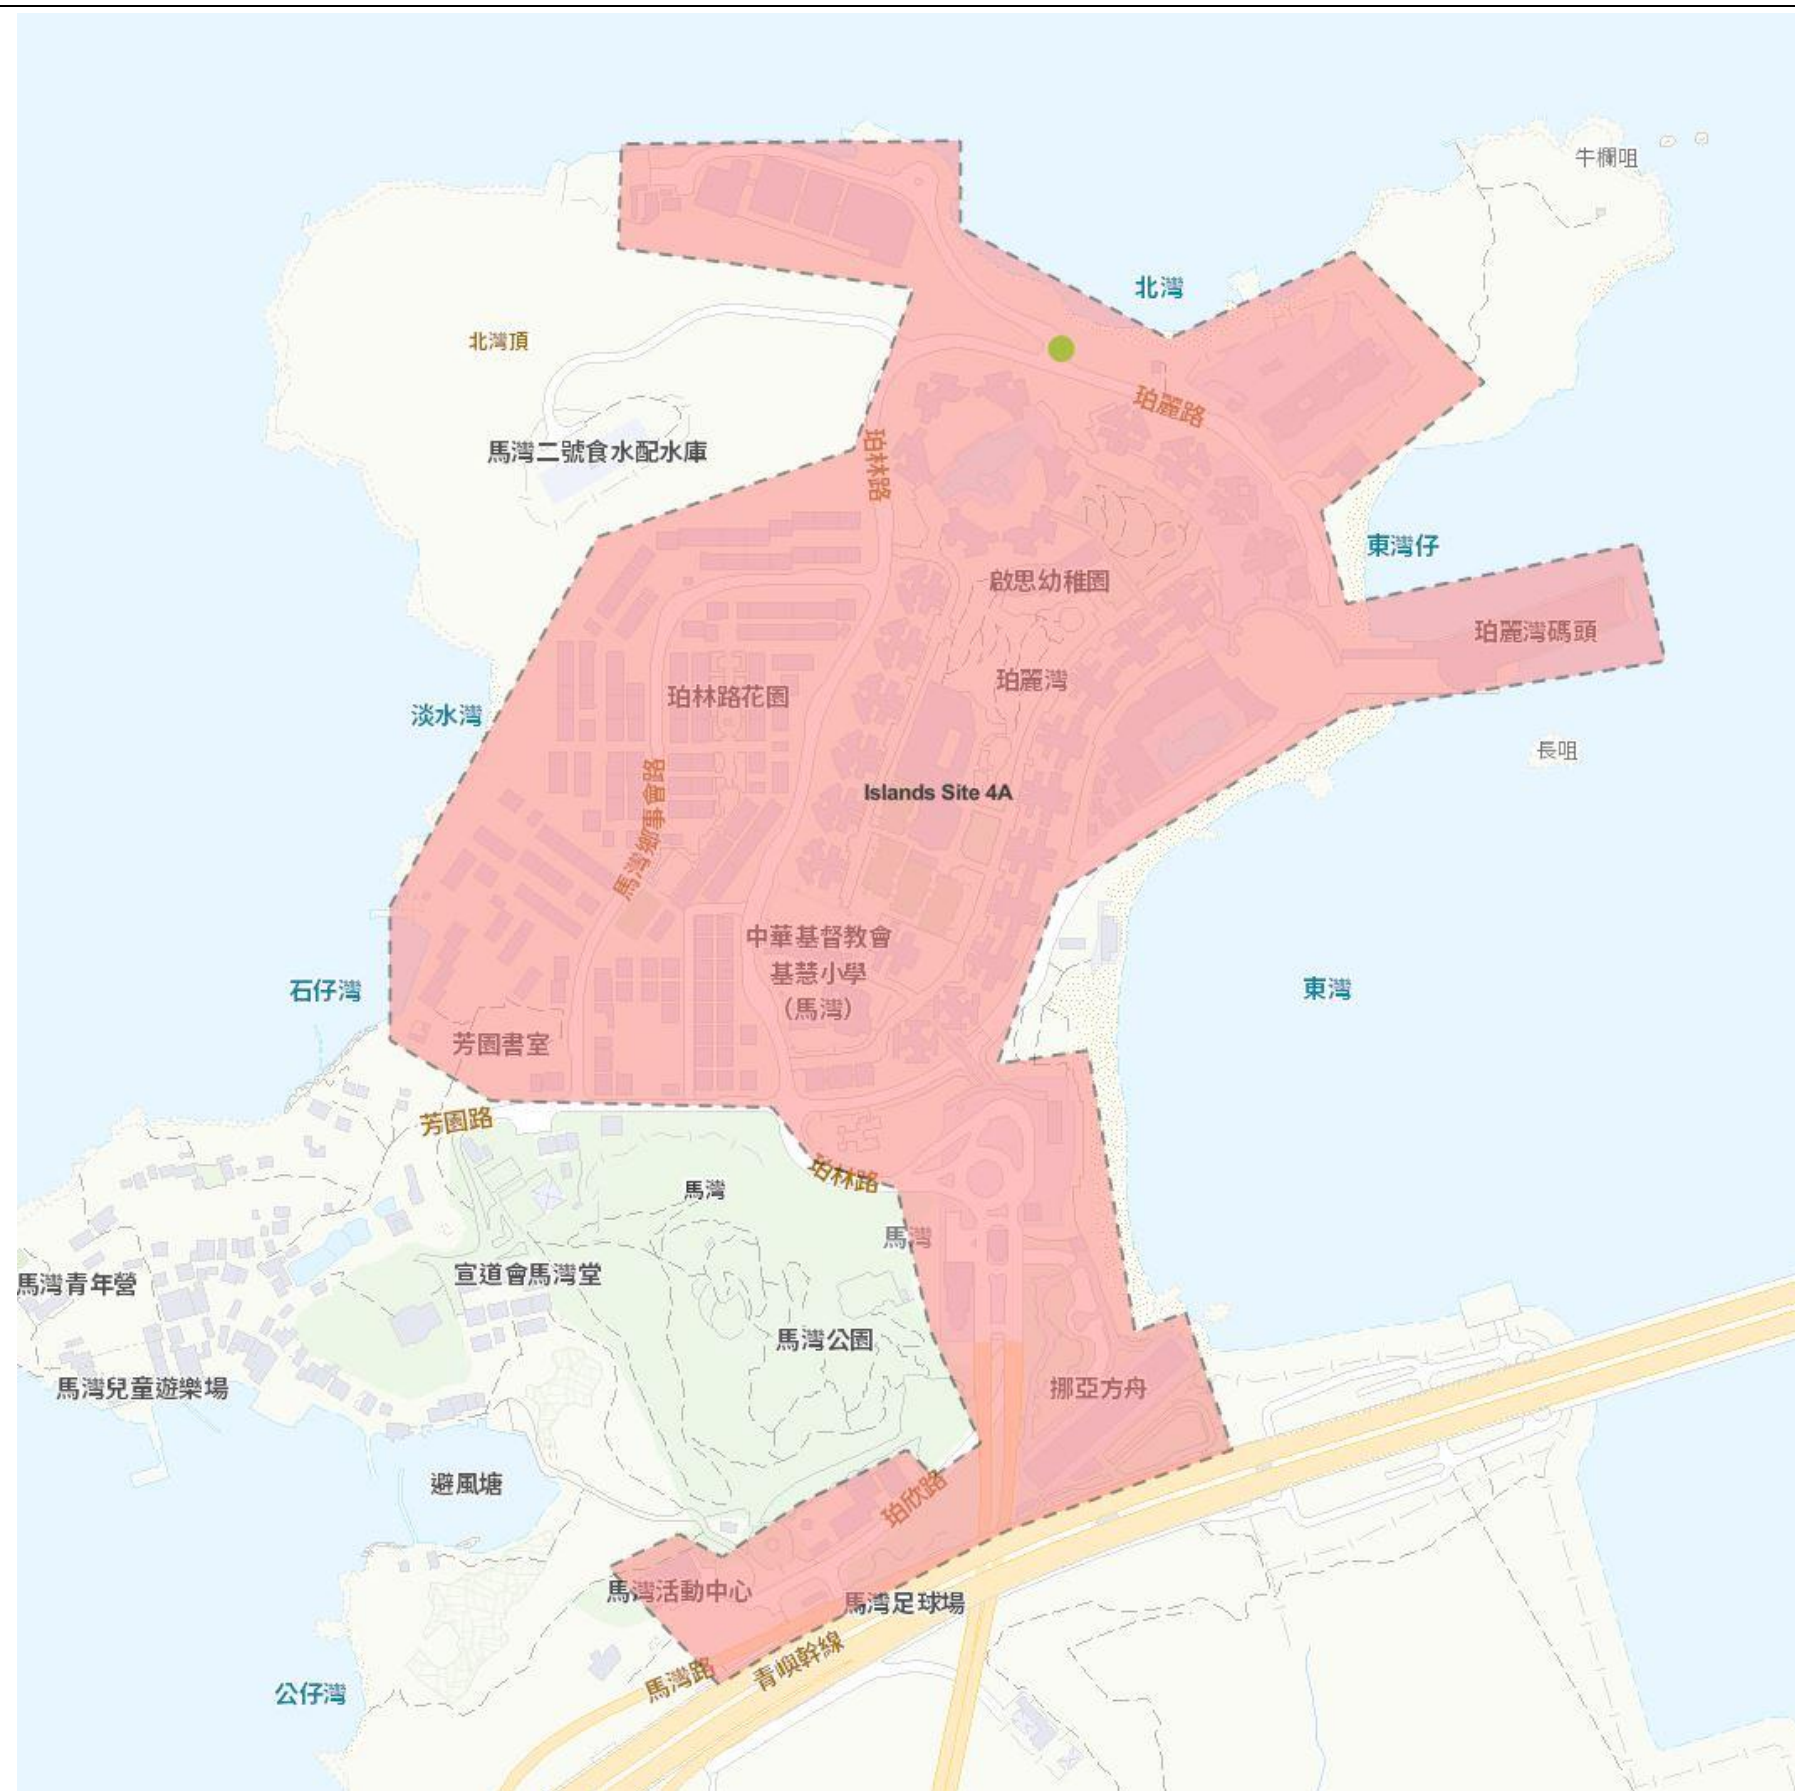 牛欄咀
北灣
北灣頂
珀麗路
馬灣二號食水配水庫
珀林路
東灣仔
啟思幼稚園
珀麗灣碼頭
珀麗灣
珀林路花園
淡水灣
長咀
馬灣鄉事會路
Islands Site 4A
中華基督教會
基慧小學
（馬灣）
石仔灣
東灣
芳園書室
芳園路
珀林路
馬灣
馬灣
宣道會馬灣堂
馬灣青年營
馬灣公園
馬灣兒童遊樂場
挪亞方舟
避風塘
珀欣路
馬灣活動中心
馬灣足球場
青嶼幹線
馬灣路
公仔灣